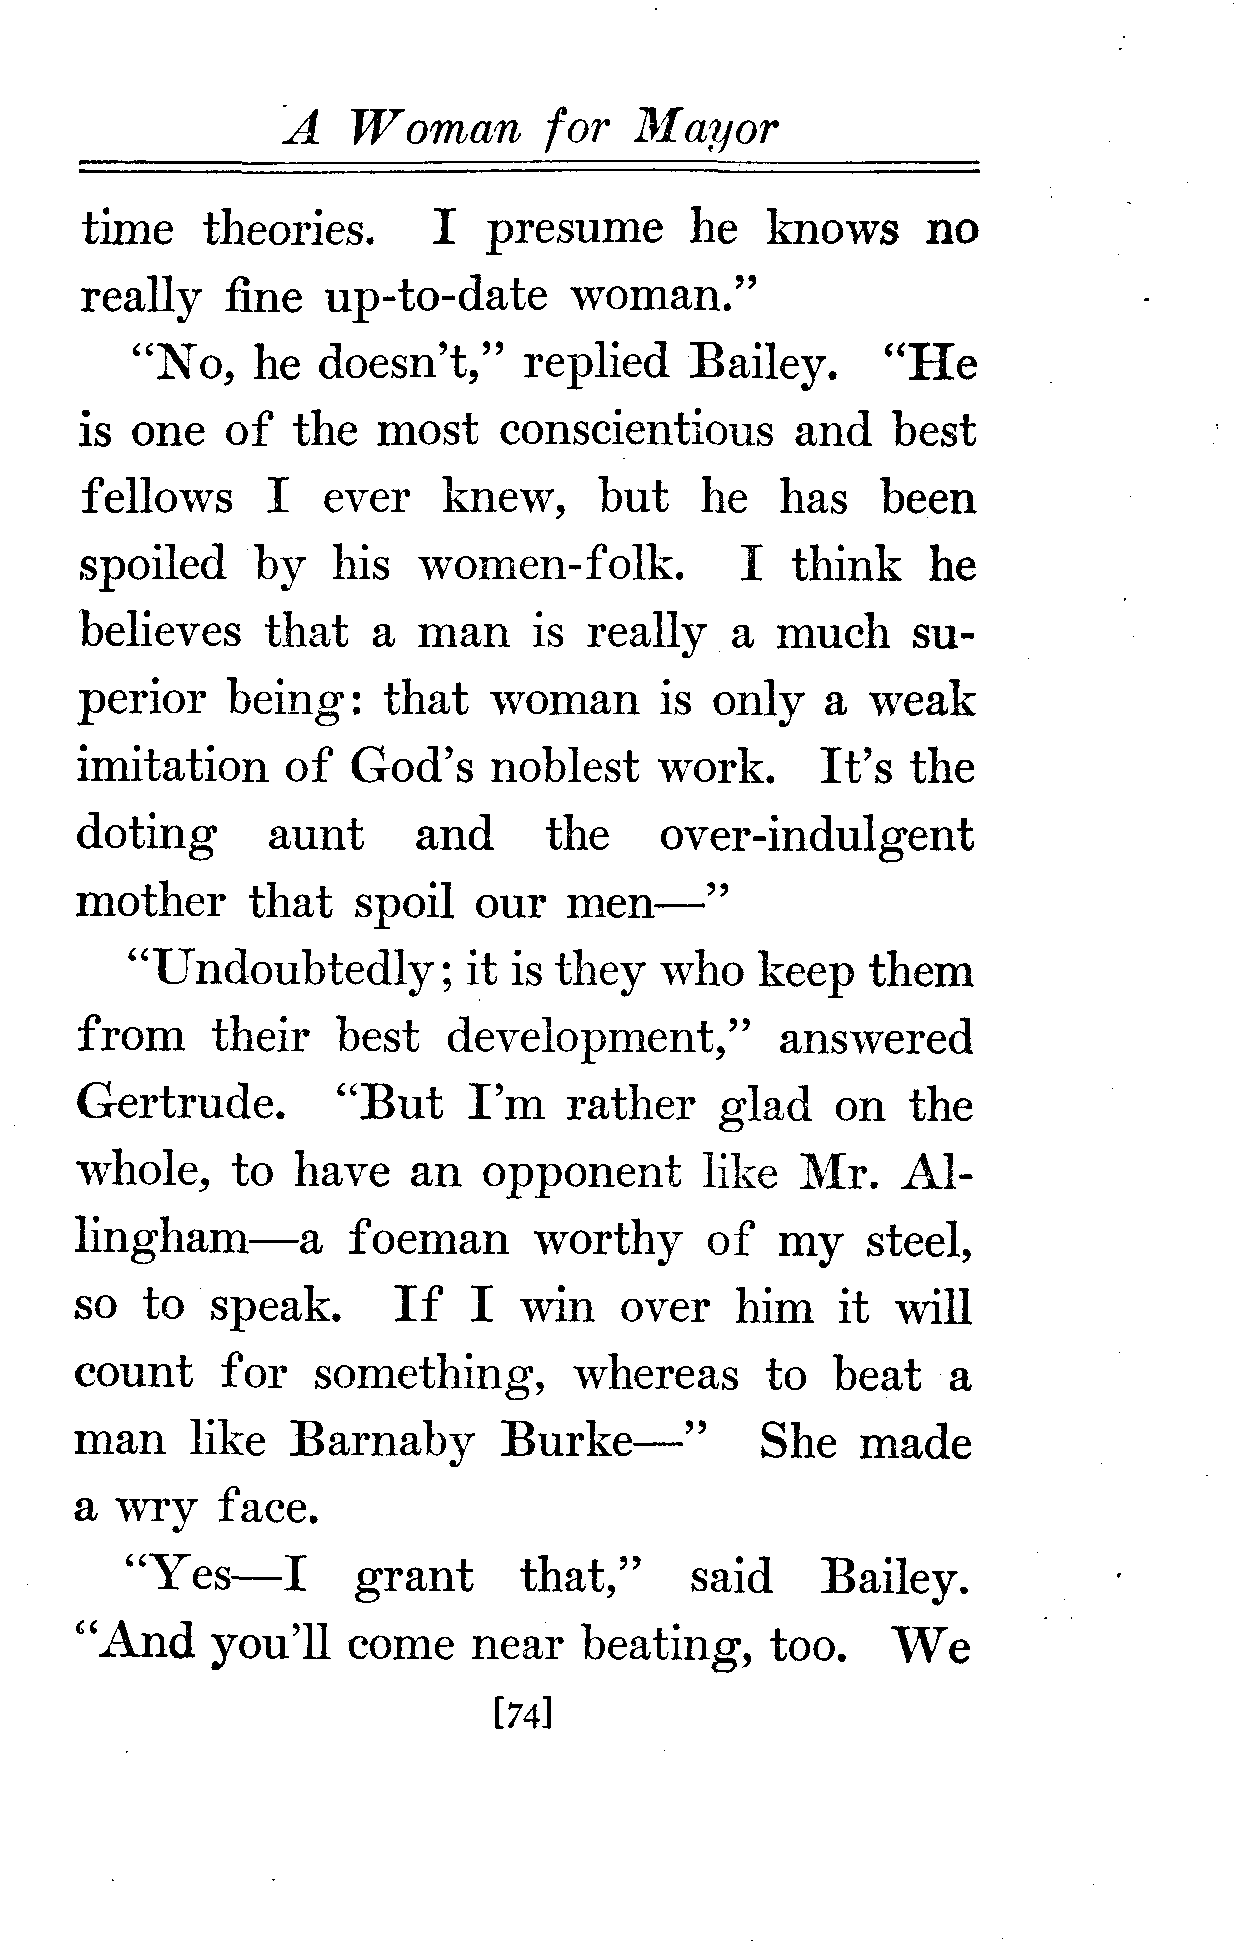 A Woman for Mayor
time theories. I presume he knows no
really fine up-to-date woman.”
“No, he doesn’t,” replied Bailey. “He
is one of the most conscientious and best
fellows I ever knew, but he has been
spoiled by his women-folk. I think he
believes that a man is really a much su-
perior being: that woman is only a weak
imitation of God’s noblest work. It’s the
doting aunt and the over-indulgent
mother that spoil our men—”
“Undoubtedly; it is they who keep them
from their best development,” answered
Gertrude. “But I’m rather glad on the
whole, to have an opponent like Mr. Al-
lingham—a foeman worthy of my steel,
so to speak. If I win over him it will
count for something, whereas to beat a
man like Barnaby Burke—” She made
a wry face.
“Yes—I grant that,” said Bailey.
“And you’ll come near beating, too. We
[74]